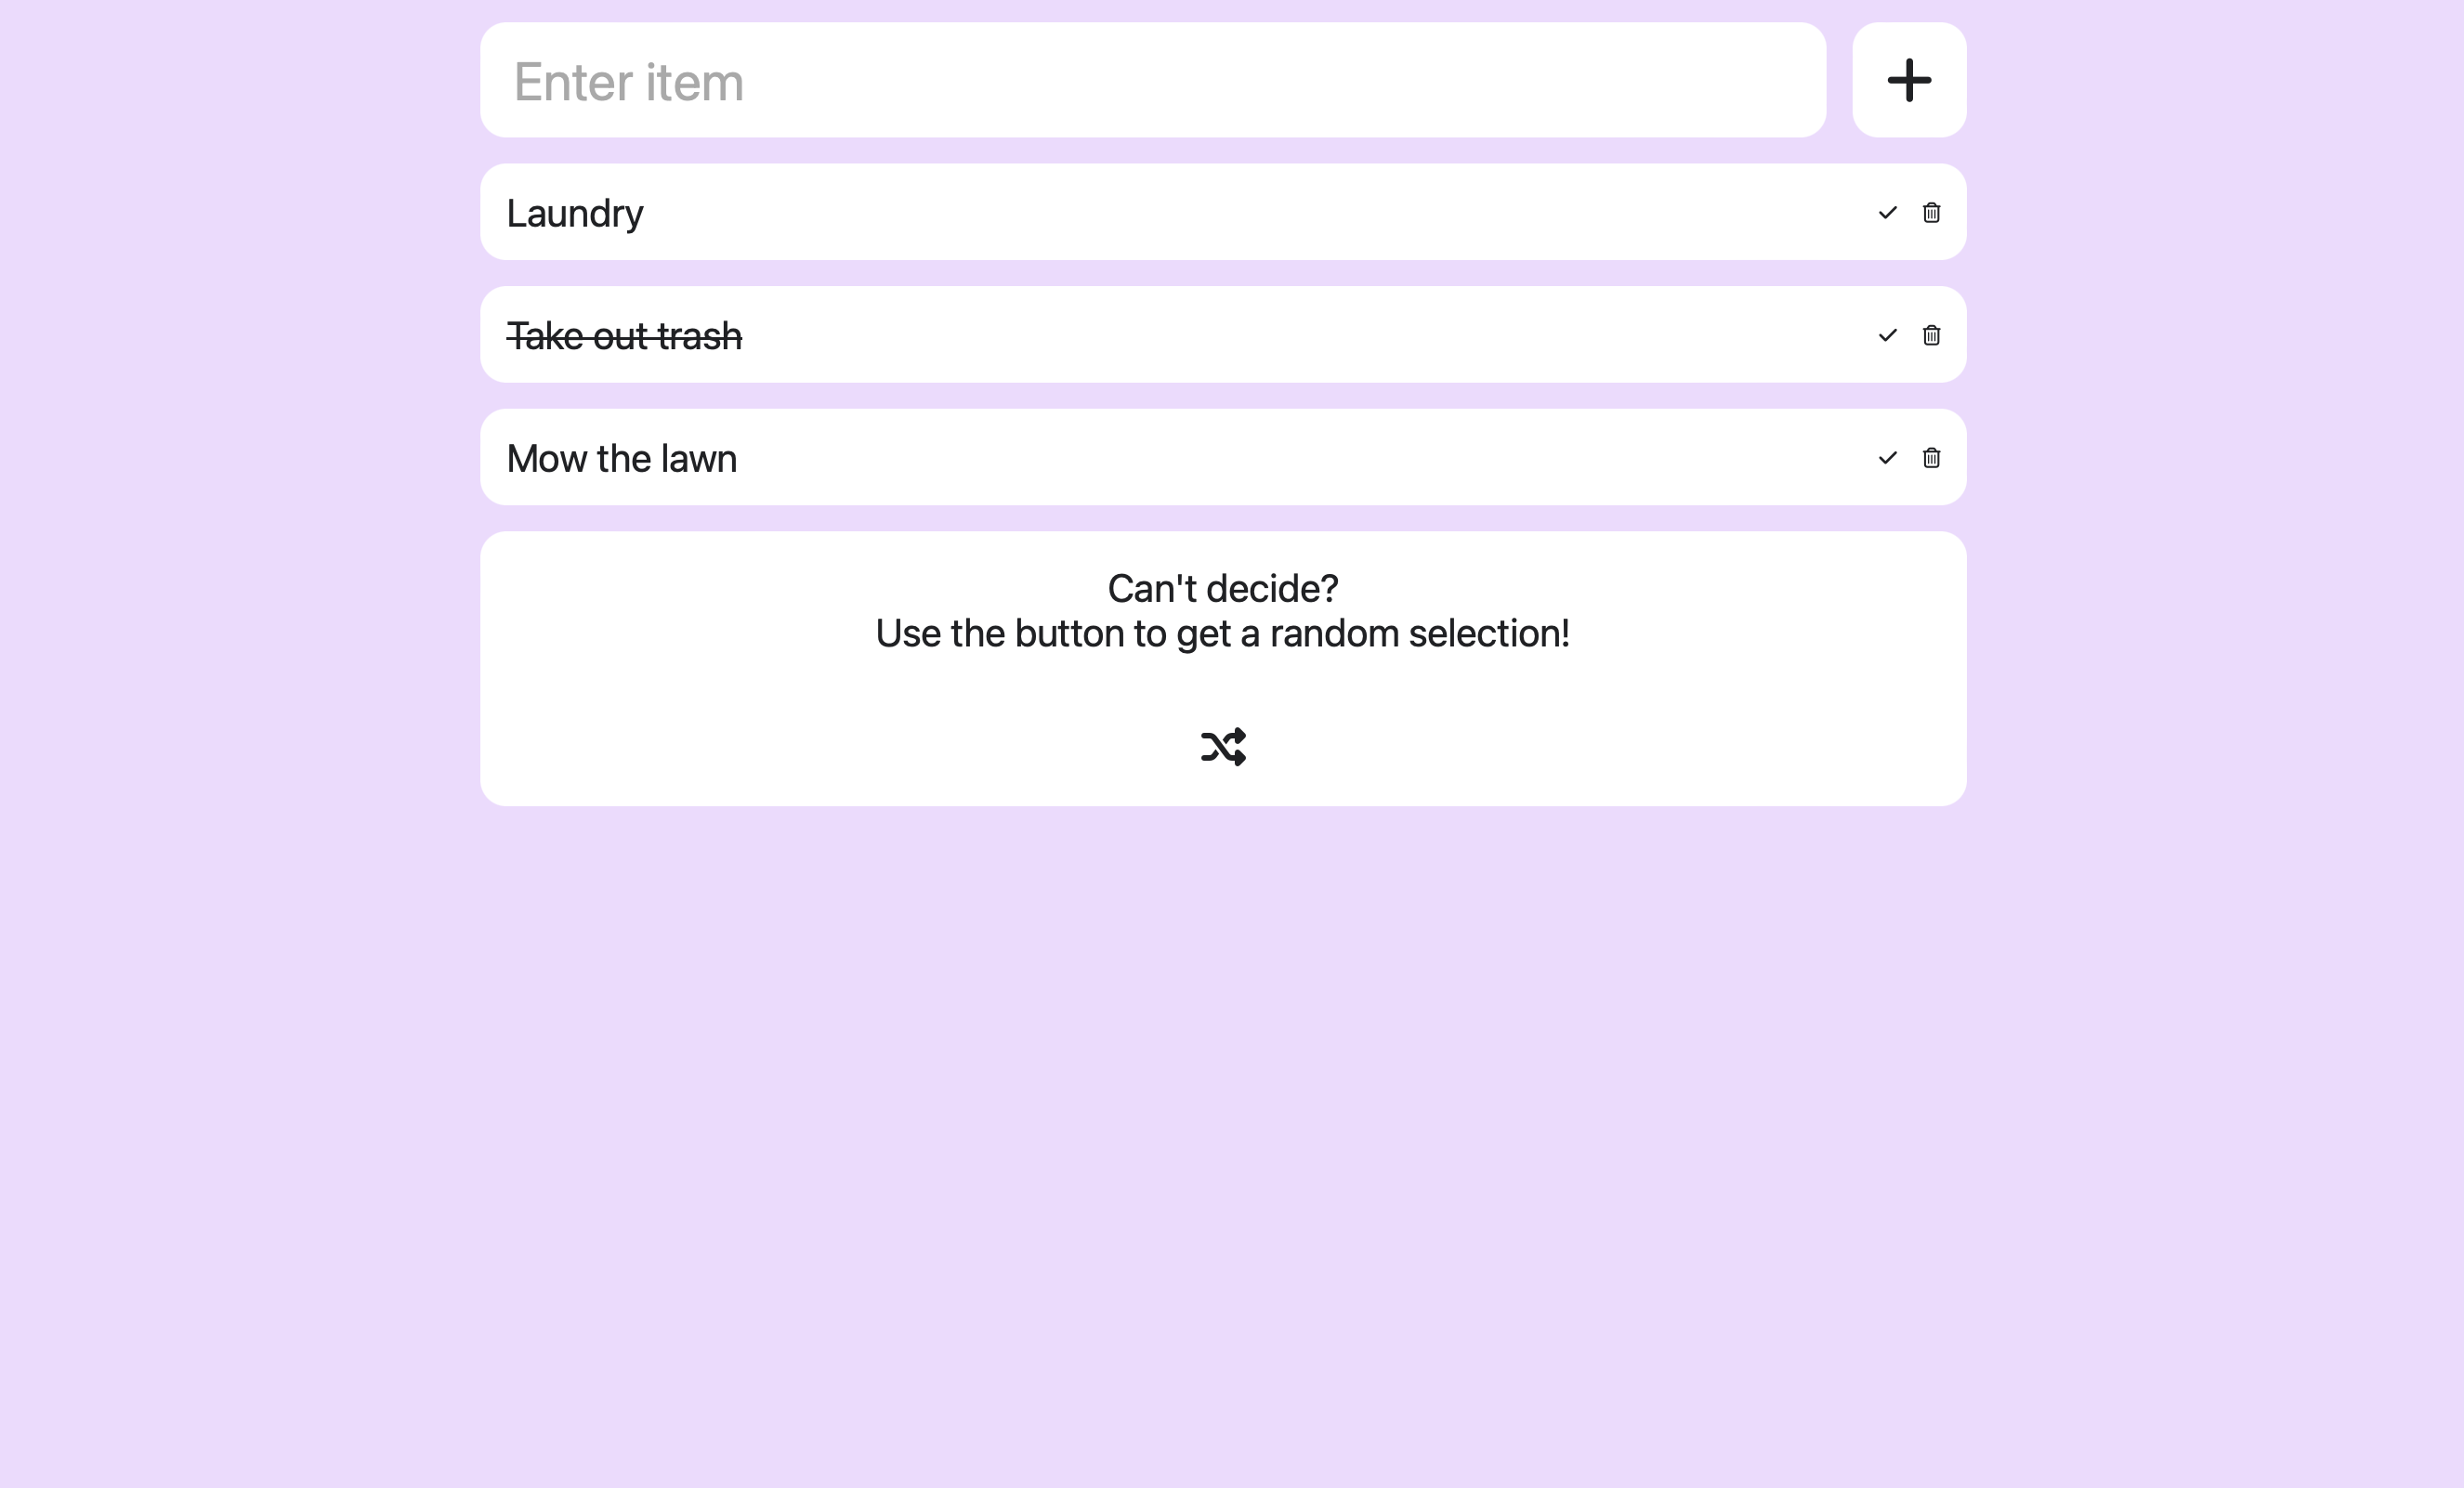 Enter item
Laundry
Take out trash
Mow the lawn
Can't decide?
Use the button to get a random selection!